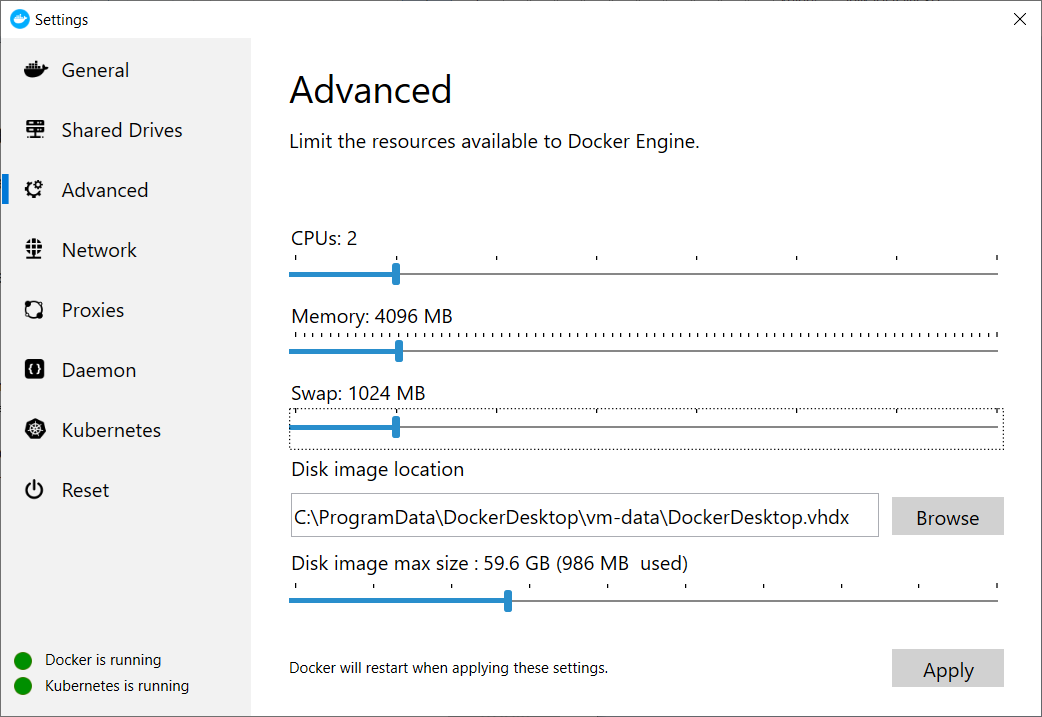 Settings
General
Shared Drives
Advanced
Network
Proxies
Daemon
Kubernetes
Reset
Docker is running
Kubernetes is running
Advanced
Limit the resources available to Docker Engine.
CPUs: 2
Memory: 4096 MB
Swap: 1024 MB
Disk image location
C:\ProgramData\DockerDesktop\vm-data\DockerDesktop.vhdx
Browse
Disk image max size : 59.6 GB (986 MB  used)
Docker will restart when applying these settings.
Apply